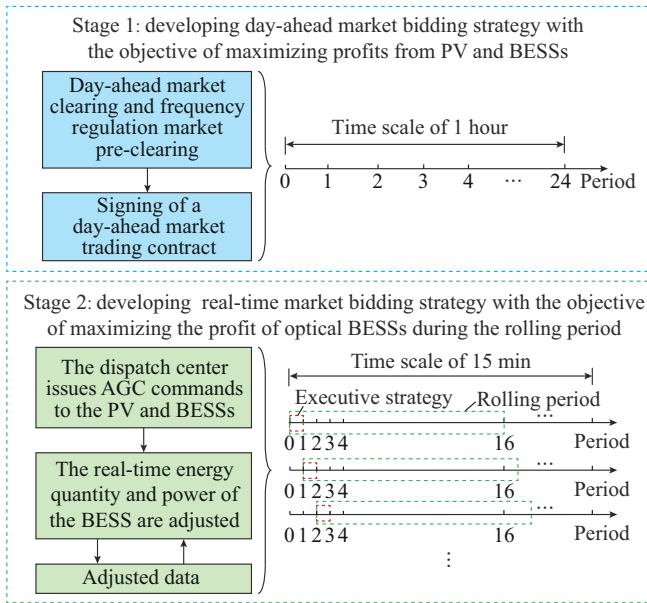 Stage 1: developing day-ahead market bidding strategy with
the objective of maximizing profits from PV and BESSs
Day-ahead market
clearing and frequency
regulation market
pre-clearing
Signing of a
day-ahead market
trading contract
Time scale of 1 hour
0 1 2 3 4 ... 24 Period
Stage 2: developing real-time market bidding strategy with the objective
of maximizing the profit of optical BESSs during the rolling period
The dispatch center
issues AGC commands
to the PV and BESSs
The real-time energy
quantity and power of
the BESS are adjusted
Adjusted data
Time scale of 15 min
Executive strategy Rolling period
...
0 1 2 3 4 16 Period
...
0 1 2 3 4 16 Period
...
0 1 2 3 4 16 Period
⋮